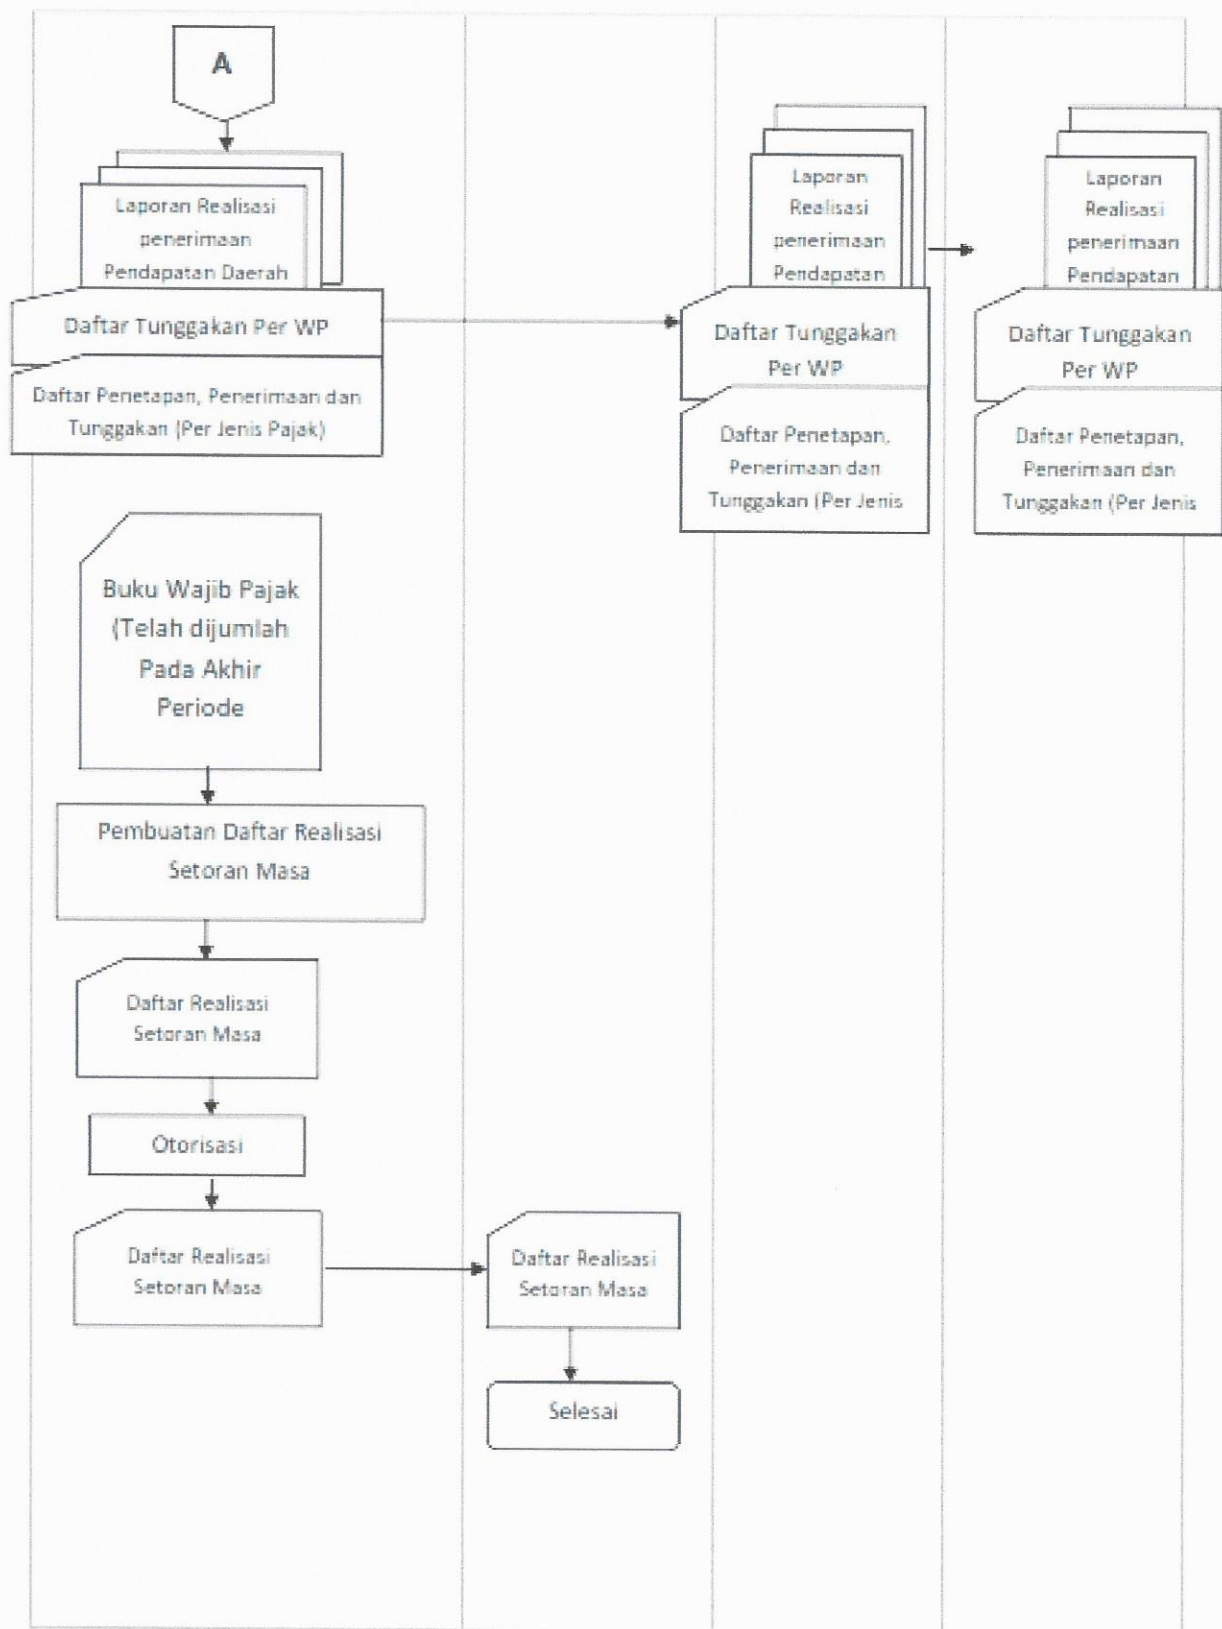 A
Laporan Realisasi
penerimaan
Pendapatan Daerah
Daftar Tunggakan Per WP
Daftar Penetapan, Penerimaan dan
Tunggakan (Per Jenis Pajak)
Laporan
Realisasi
penerimaan
Pendapatan
Daftar Tunggakan
Per WP
Daftar Penetapan,
Penerimaan dan
Tunggakan (Per Jenis
Laporan
Realisasi
penerimaan
Pendapatan
Daftar Tunggakan
Per WP
Daftar Penetapan,
Penerimaan dan
Tunggakan (Per Jenis
Buku Wajib Pajak
(Telah dijumlah
Pada Akhir
Periode
Pembuatan Daftar Realisasi
Setoran Masa
Daftar Realisasi
Setoran Masa
Otorisasi
Daftar Realisasi
Setoran Masa
Daftar Realisasi
Setoran Masa
Selesai